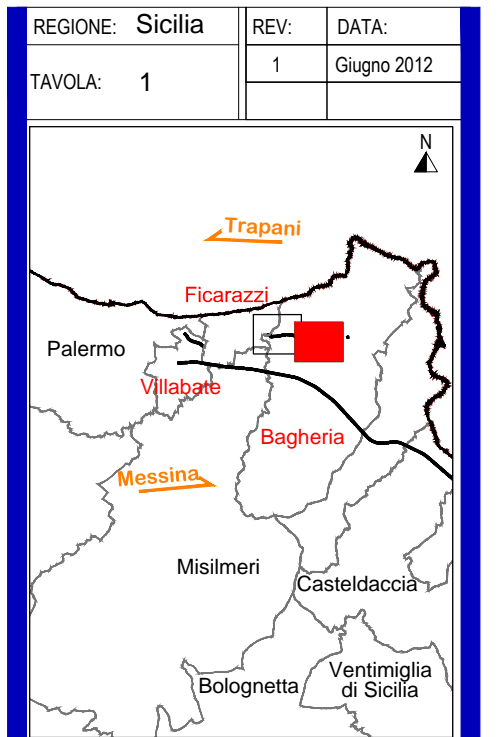 REGIONE: Sicilia
REV: DATA:
TAVOLA: 1
1 Giugno 2012
N
Trapani
Ficarazzi
Palermo
Villabate
Bagheria
Messina
Misilmeri
Casteldaccia
Bolognetta
Ventimiglia
di Sicilia